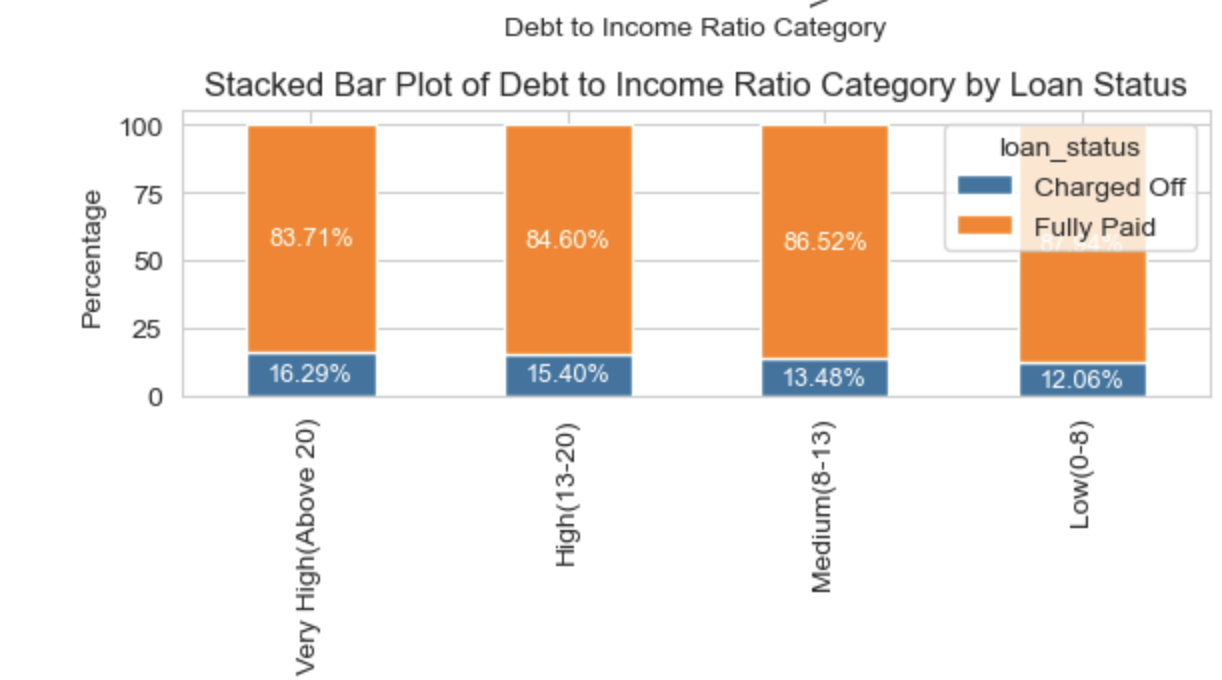 Debt to Income Ratio Category
Stacked Bar Plot of Debt to Income Ratio Category by Loan Status
Percentage
100
75
50
25
0
83.71%
84.60%
86.52%
87.94%
16.29%
15.40%
13.48%
12.06%
loan_status
Charged Off
Fully Paid
Very High(Above 20)
High(13-20)
Medium(8-13)
Low(0-8)